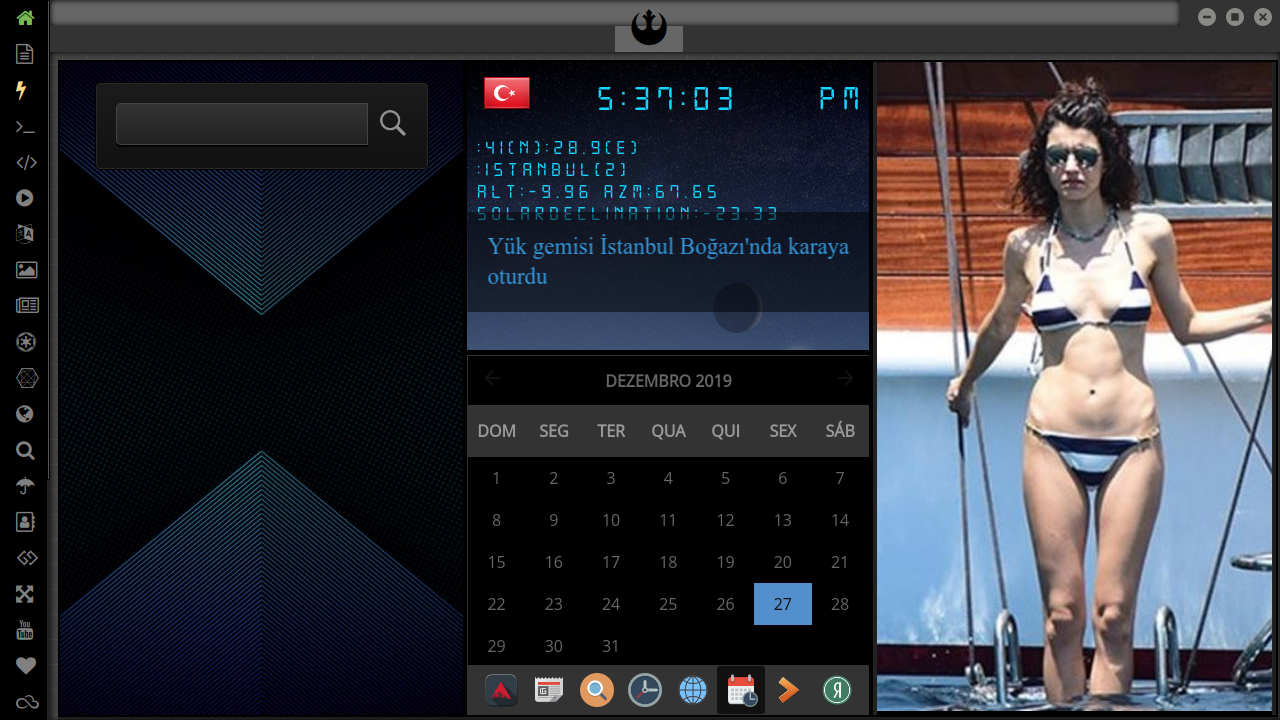 5:37:03 PM
:41(N):28.9(E)
:ISTANBUL(2)
ALT:-9.96 AZM:67.65
SOLARDECLINATION:-23.33
Yük gemisi İstanbul Boğazı'nda karaya
oturdu
DEZEMBRO 2019
DOM SEG TER QUA QUI SEX SÁB
1 2 3 4 5 6 7
8 9 10 11 12 13 14
15 16 17 18 19 20 21
22 23 24 25 26 27 28
29 30 31
You
Tube
Я